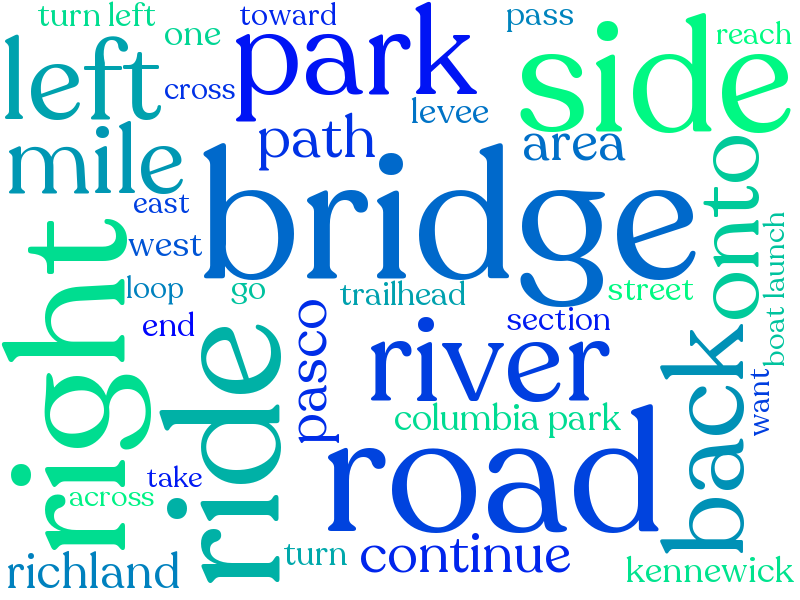 turn left
toward
pass
one
park
side
reach
left
cross
levee
path
area
mile
bridge
onto
east
west
right
loop
go
trailhead
street
boat launch
end
pasco
section
ride
river
back
want
columbia park
road
take
across
turn
continue
richland
kennewick